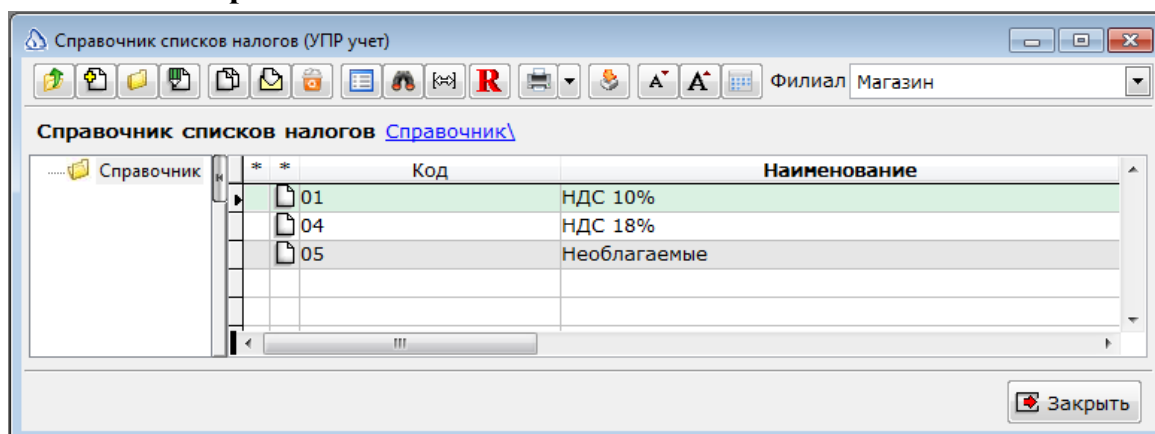 Справочник списков налогов (УПР учет)
R A A Филиал Магазин
Справочник списков налогов Справочник\
Справочник
* * Код Наименование
01 НДС 10%
04 НДС 18%
05 Необлагаемые
Закрыть